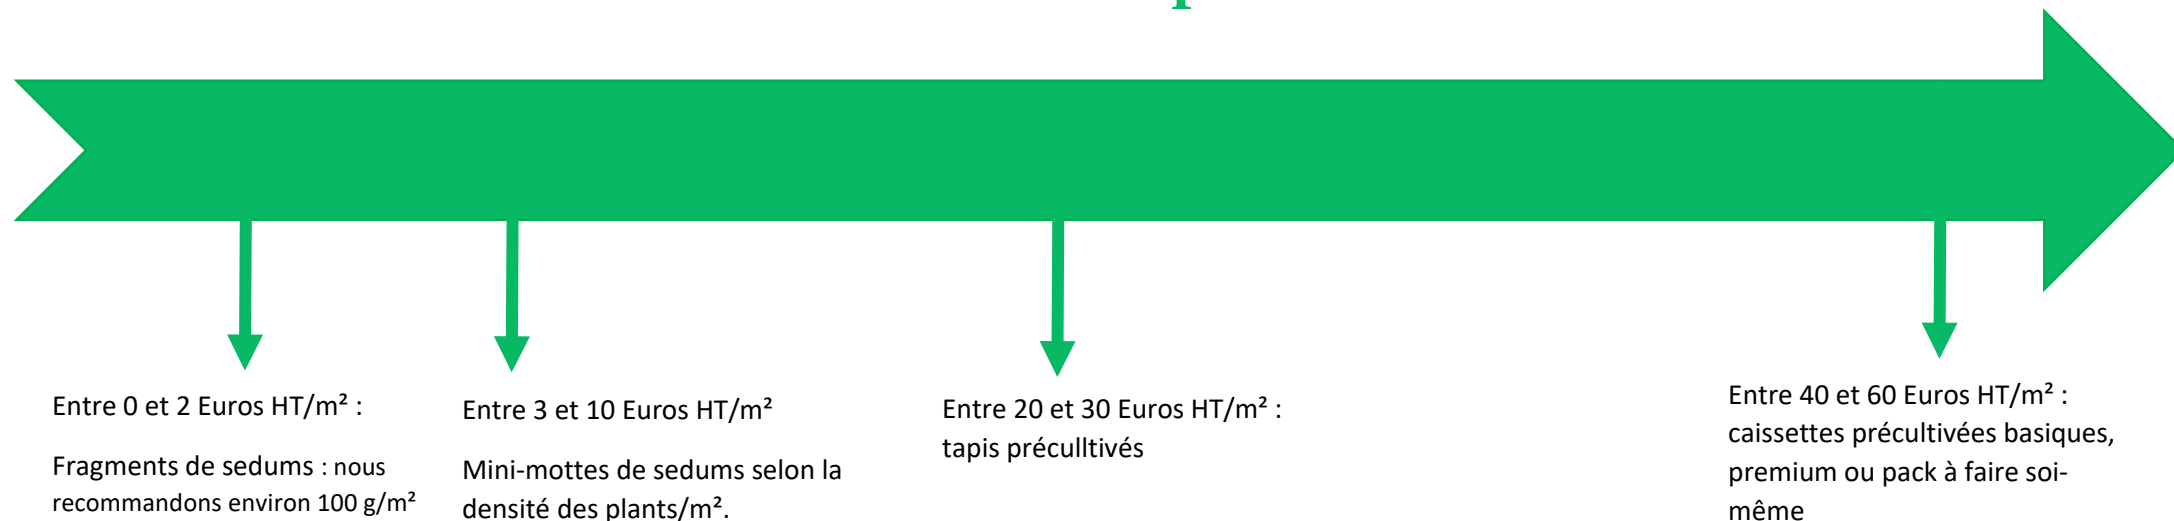 Entre 0 et 2 Euros HT/m² :
Fragments de sedums : nous
recommandons environ 100 g/m²
Entre 3 et 10 Euros HT/m²
Mini-mottes de sedums selon la
densité des plants/m².
Entre 20 et 30 Euros HT/m² :
tapis préculltivés
Entre 40 et 60 Euros HT/m² :
caissettes précultivées basiques,
premium ou pack à faire soi-
même